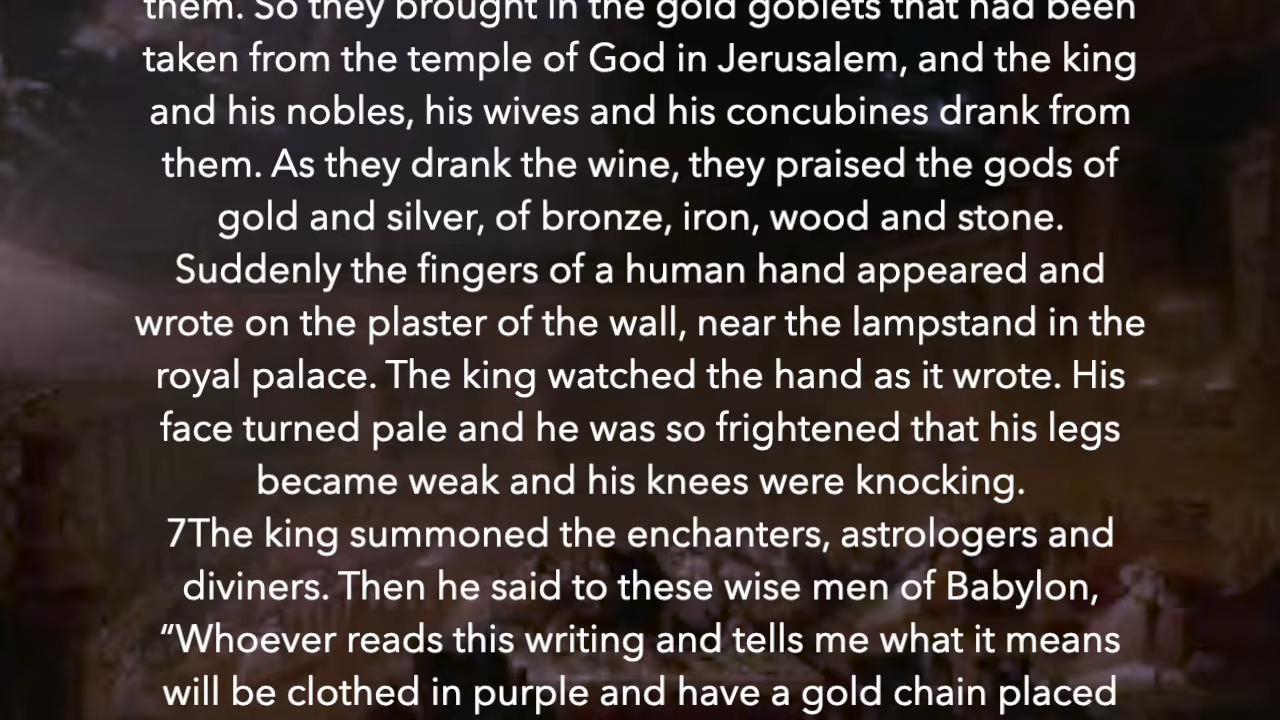 them. So they brought in the gold goblets that had been
taken from the temple of God in Jerusalem, and the king
and his nobles, his wives and his concubines drank from
them. As they drank the wine, they praised the gods of
gold and silver, of bronze, iron, wood and stone.
Suddenly the fingers of a human hand appeared and
wrote on the plaster of the wall, near the lampstand in the
royal palace. The king watched the hand as it wrote. His
face turned pale and he was so frightened that his legs
became weak and his knees were knocking.
7The king summoned the enchanters, astrologers and
diviners. Then he said to these wise men of Babylon,
“Whoever reads this writing and tells me what it means
will be clothed in purple and have a gold chain placed